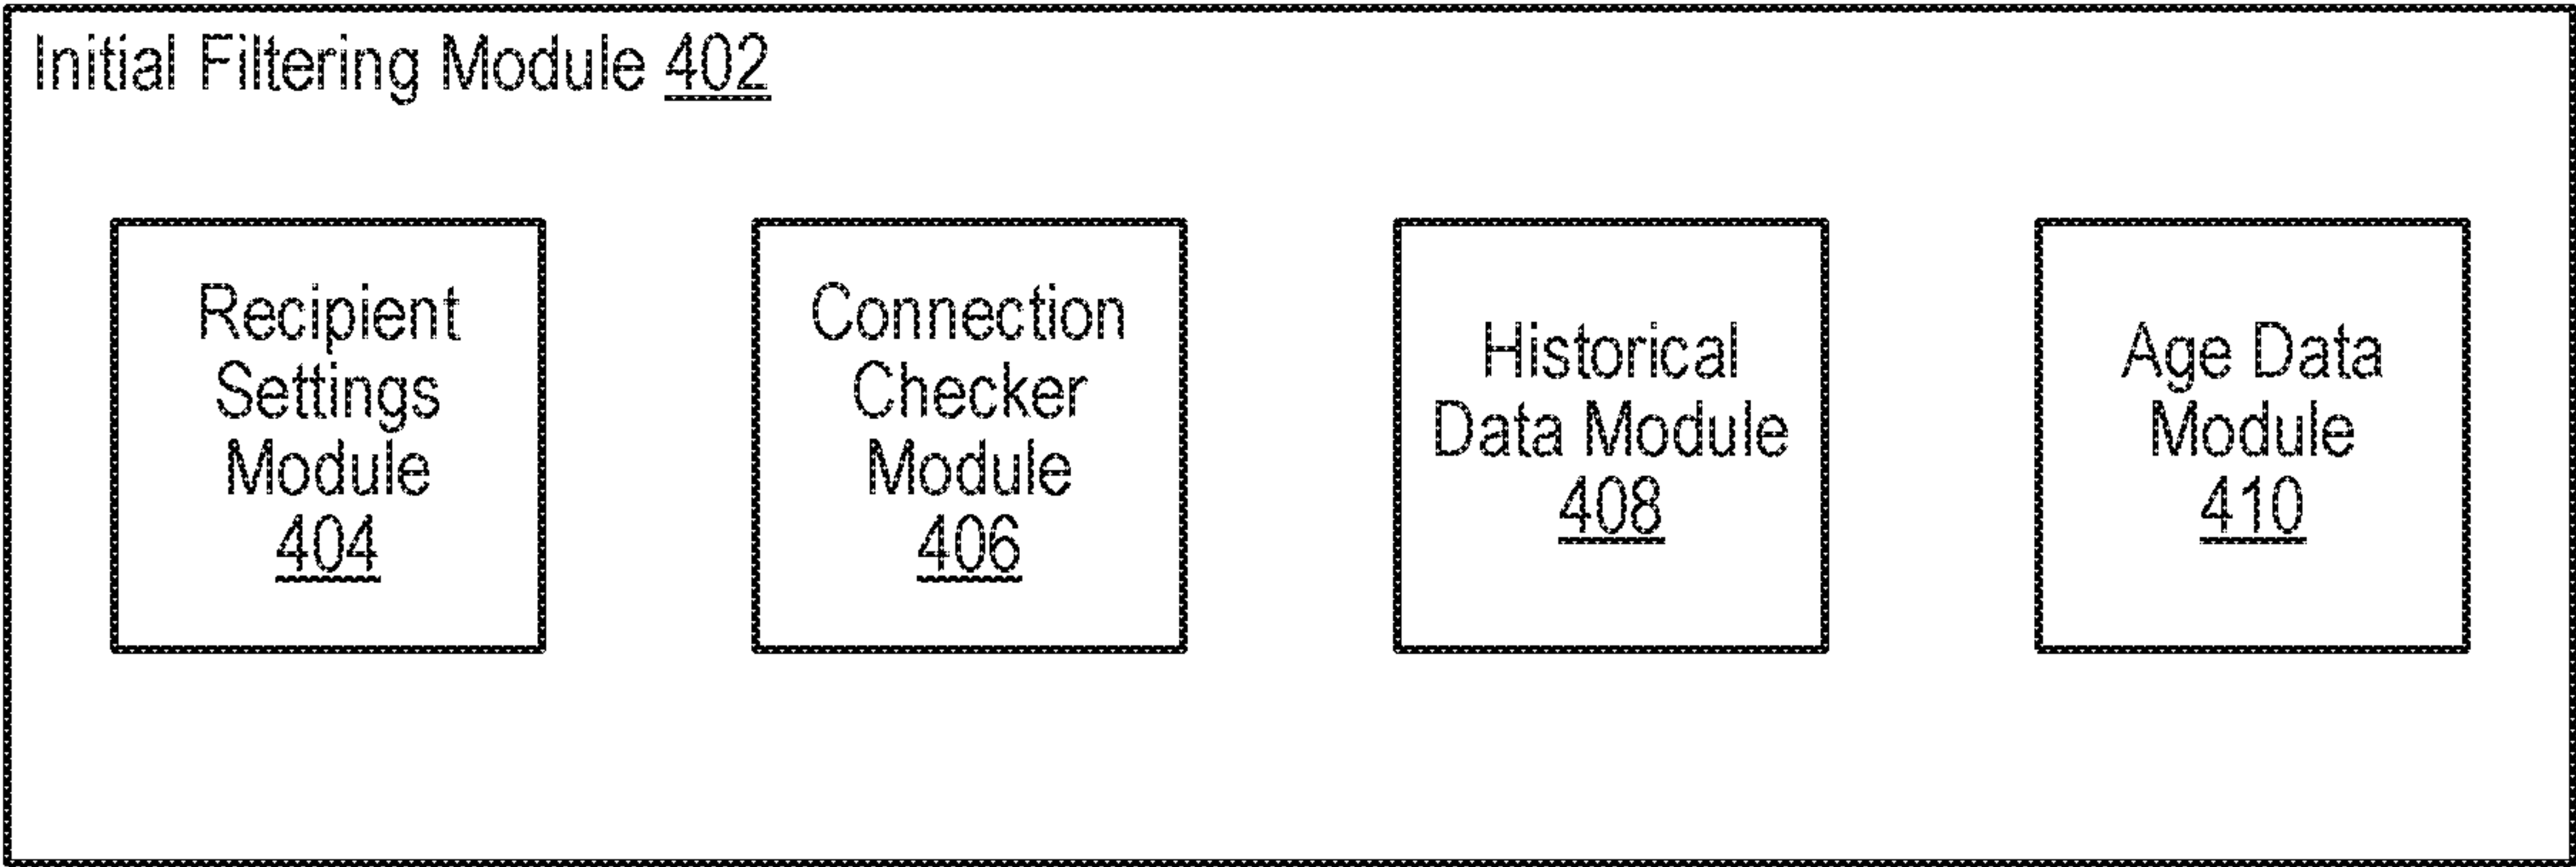 Initial Filtering Module 402
Recipient
Settings
Module
404
Connection
Checker
Module
406
Historical
Data Module
408
Age Data
Module
410